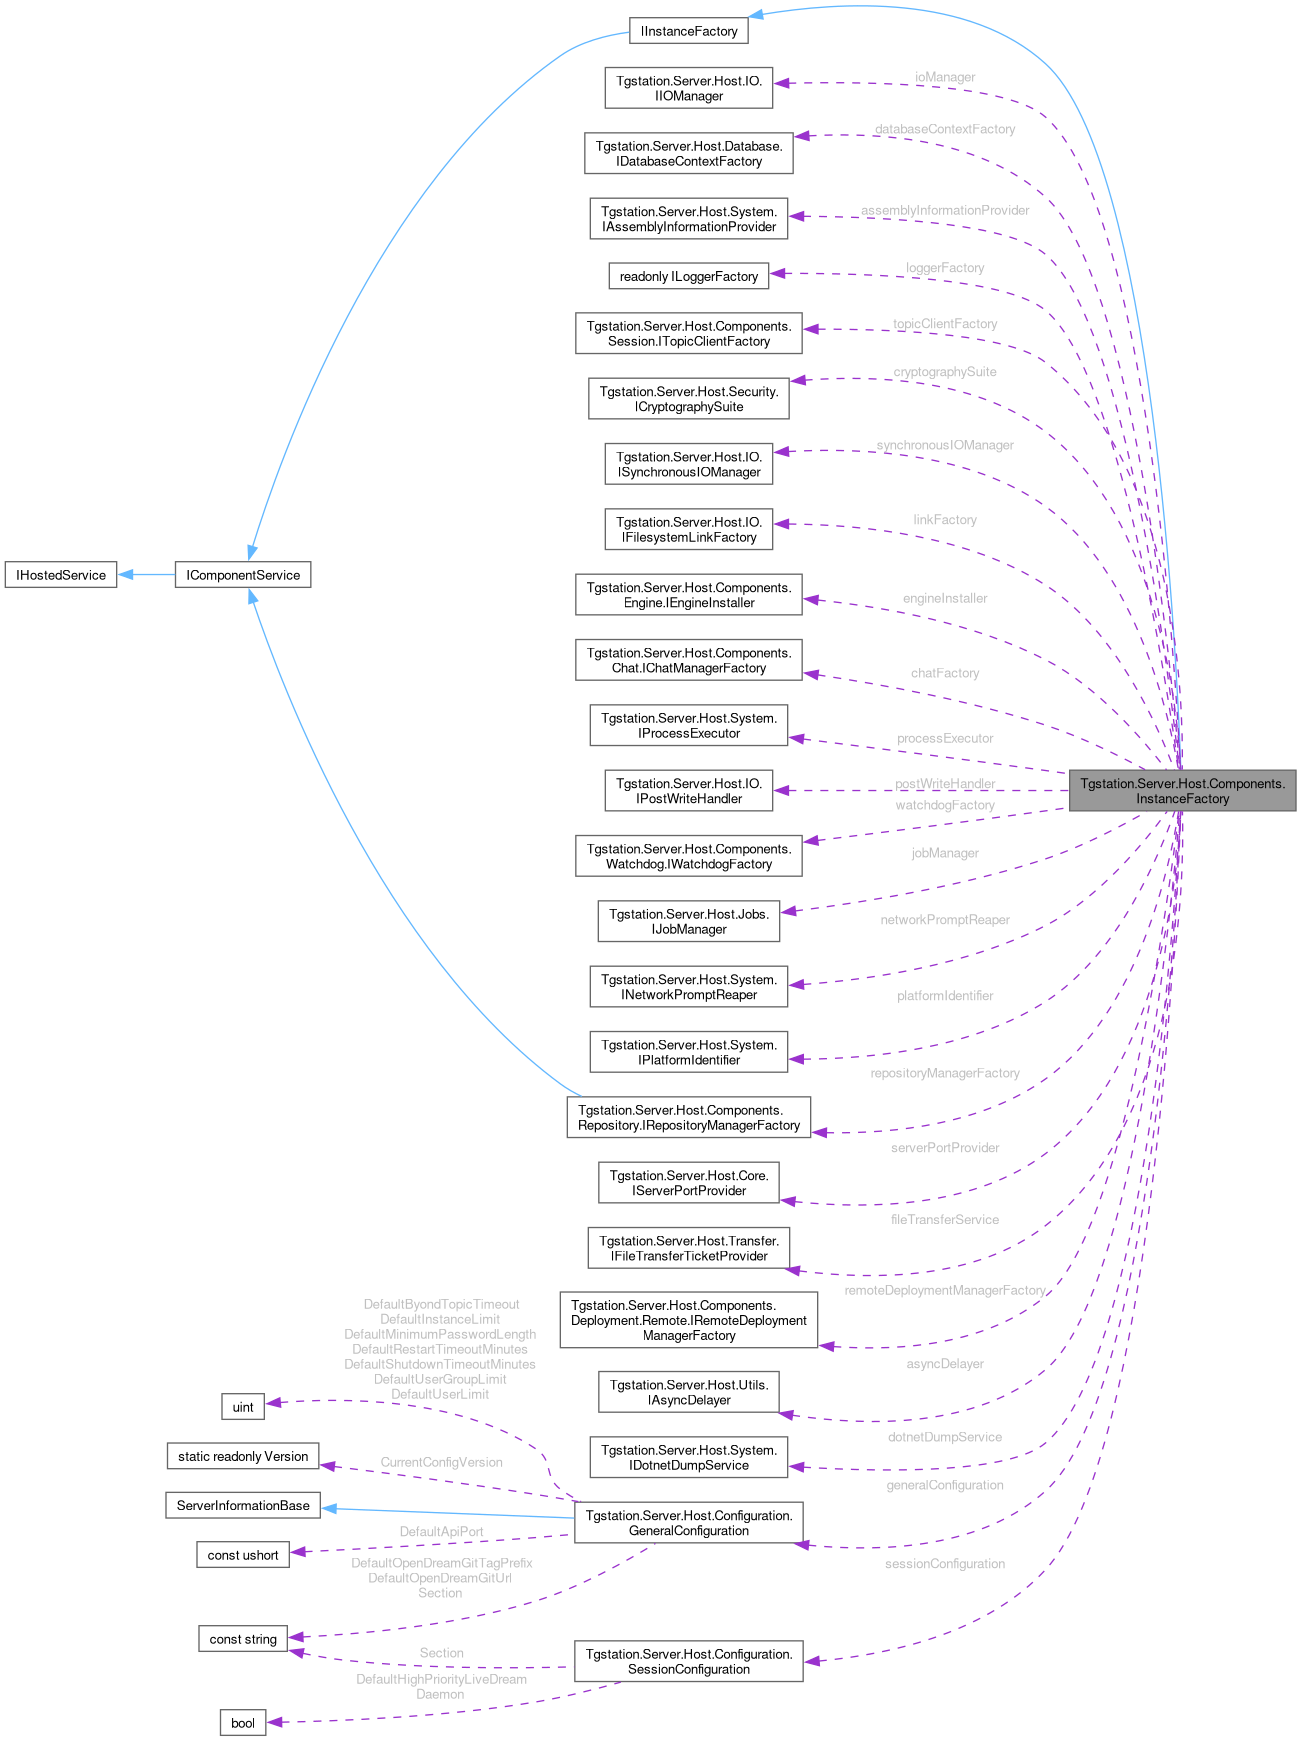 IInstanceFactory
Tgstation.Server.Host.IO.
IIOManager
ioManager
Tgstation.Server.Host.Database.
IDatabaseContextFactory
databaseContextFactory
Tgstation.Server.Host.System.
IAssemblyInformationProvider
assemblyInformationProvider
readonly ILoggerFactory
loggerFactory
Tgstation.Server.Host.Components.
Session.ITopicClientFactory
topicClientFactory
Tgstation.Server.Host.Security.
ICryptographySuite
cryptographySuite
Tgstation.Server.Host.IO.
ISynchronousIOManager
synchronousIOManager
Tgstation.Server.Host.IO.
IFilesystemLinkFactory
linkFactory
IHostedService
IComponentService
Tgstation.Server.Host.Components.
Engine.IEngineInstaller
engineInstaller
Tgstation.Server.Host.Components.
Chat.IChatManagerFactory
chatFactory
Tgstation.Server.Host.System.
IProcessExecutor
processExecutor
Tgstation.Server.Host.IO.
IPostWriteHandler
postWriteHandler
Tgstation.Server.Host.Components.
InstanceFactory
Tgstation.Server.Host.Components.
Watchdog.IWatchdogFactory
watchdogFactory
Tgstation.Server.Host.Jobs.
IJobManager
jobManager
Tgstation.Server.Host.System.
INetworkPromptReaper
networkPromptReaper
Tgstation.Server.Host.System.
IPlatformIdentifier
platformIdentifier
Tgstation.Server.Host.Components.
Repository.IRepositoryManagerFactory
repositoryManagerFactory
Tgstation.Server.Host.Core.
IServerPortProvider
serverPortProvider
Tgstation.Server.Host.Transfer.
IFileTransferTicketProvider
fileTransferService
Tgstation.Server.Host.Components.
Deployment.Remote.IRemoteDeployment
ManagerFactory
remoteDeploymentManagerFactory
Tgstation.Server.Host.Utils.
IAsyncDelayer
asyncDelayer
Tgstation.Server.Host.System.
IDotnetDumpService
dotnetDumpService
DefaultByondTopicTimeout
DefaultInstanceLimit
DefaultMinimumPasswordLength
DefaultRestartTimeoutMinutes
DefaultShutdownTimeoutMinutes
DefaultUserGroupLimit
DefaultUserLimit
uint
static readonly Version
CurrentConfigVersion
ServerInformationBase
Tgstation.Server.Host.Configuration.
GeneralConfiguration
generalConfiguration
const ushort
DefaultApiPort
DefaultOpenDreamGitTagPrefix
DefaultOpenDreamGitUrl
Section
const string
Section
Tgstation.Server.Host.Configuration.
SessionConfiguration
sessionConfiguration
DefaultHighPriorityLiveDream
Daemon
bool